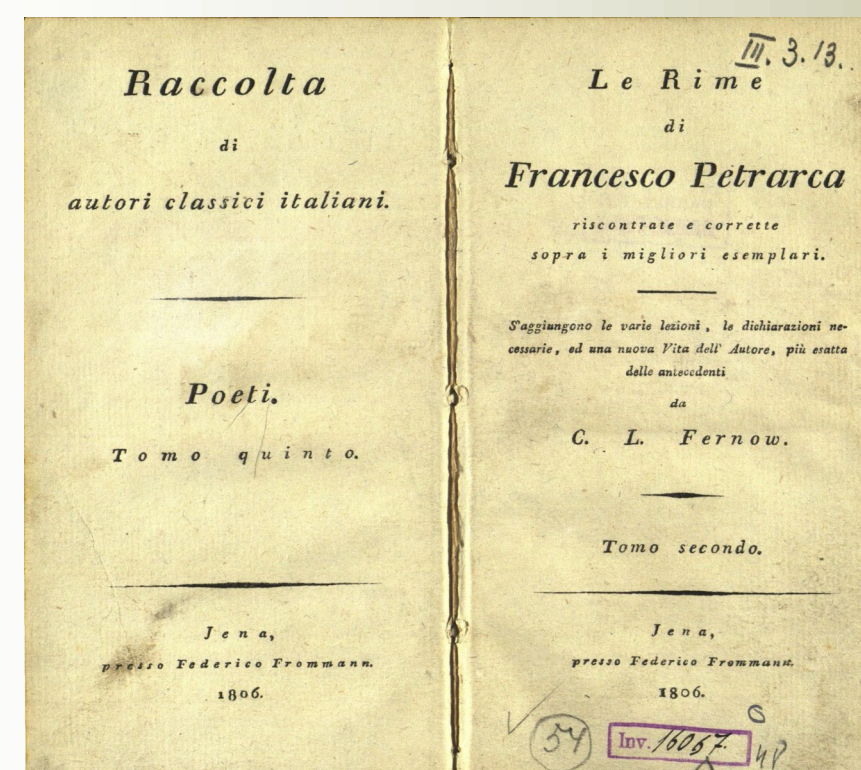 Raccolta
di
autori classici italiani.
Poeti.
Tomo quinto.
Jena,
presso Federico Frommann.
1806.
III. 3. 13.
Le Rime
di
Francesco Petrarca
riscontrate e corrette
sopra i migliori esemplari.
S'aggiungono le varie lezioni, le dichiarazioni ne-
cessarie, ed una nuova Vita dell' Autore, più esatta
delle antecedenti
da
C. L. Fernow.
Tomo secondo.
Jena,
presso Federico Frommann.
1806.
54
Inv. 16067.